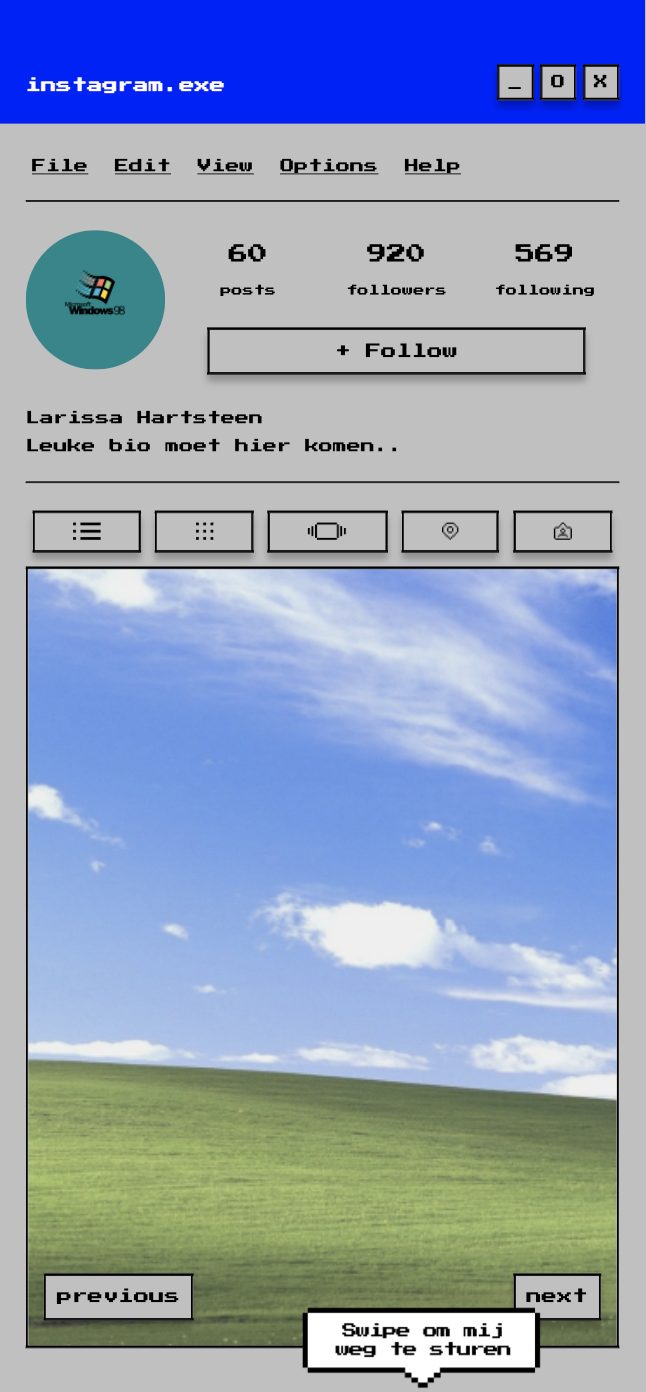 instagram.exe
_ O X
File Edit View Options Help
60 920 569
posts followers following
+ Follow
Microsoft
Windows98
Larissa Hartsteen
Leuke bio moet hier komen..
previous
next
Swipe om mij
weg te sturen